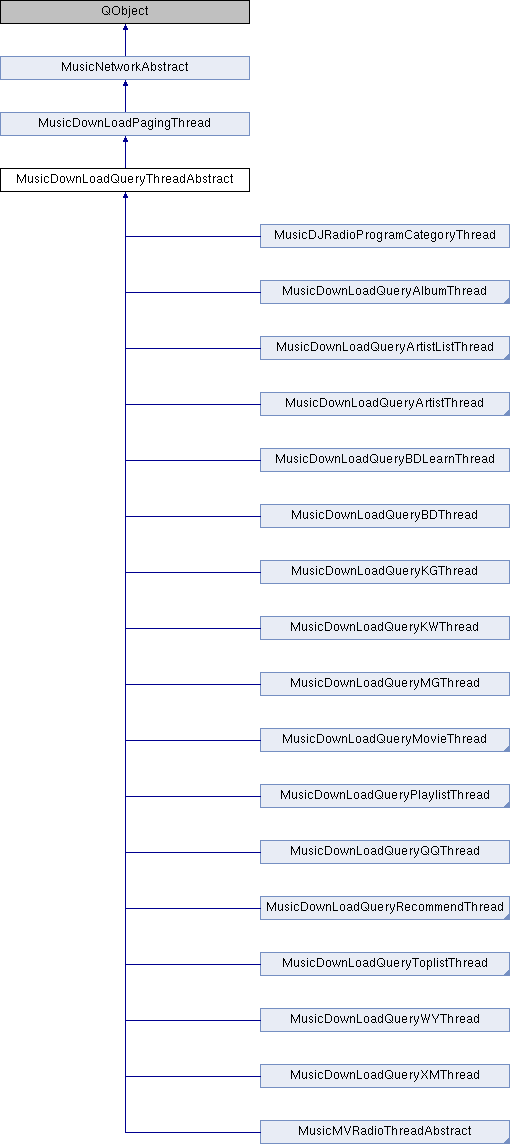 QObject
MusicNetworkAbstract
MusicDownLoadPagingThread
MusicDownLoadQueryThreadAbstract
MusicDJRadioProgramCategoryThread
MusicDownLoadQueryAlbumThread
MusicDownLoadQueryArtistListThread
MusicDownLoadQueryArtistThread
MusicDownLoadQueryBDLearnThread
MusicDownLoadQueryBDThread
MusicDownLoadQueryKGThread
MusicDownLoadQueryKWThread
MusicDownLoadQueryMGThread
MusicDownLoadQueryMovieThread
MusicDownLoadQueryPlaylistThread
MusicDownLoadQueryQQThread
MusicDownLoadQueryRecommendThread
MusicDownLoadQueryToplistThread
MusicDownLoadQueryWYThread
MusicDownLoadQueryXMThread
MusicMVRadioThreadAbstract